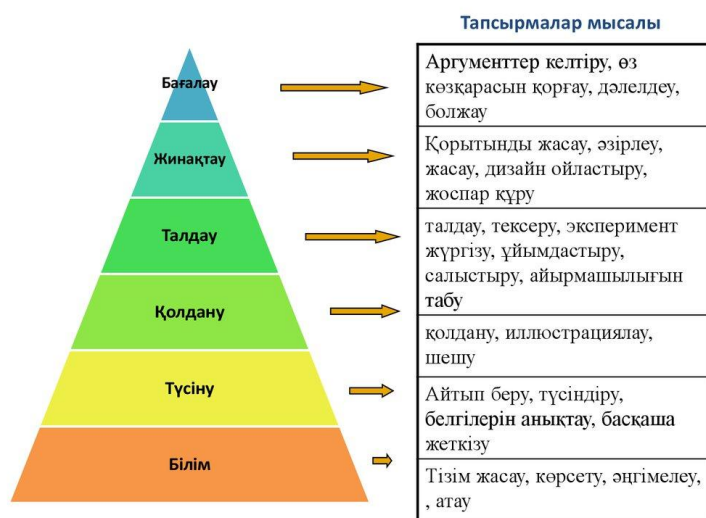 Тапсырмалар мысалы
Бағалау
Аргументтер келтіру, өз
көзқарасын қорғау, дәлелдеу,
болжау
Жинақтау
Қорытынды жасау, әзірлеу,
жасау, дизайн ойластыру,
жоспар құру
Талдау
талдау, тексеру, эксперимент
жүргізу, ұйымдастыру,
салыстыру, айырмашылығын
табу
Қолдану
қолдану, иллюстрациялау,
шешу
Түсіну
Айтып беру, түсіндіру,
белгілерін анықтау, басқаша
жеткізу
Білім
Тізім жасау, көрсету, әңгімелеу,
, атау